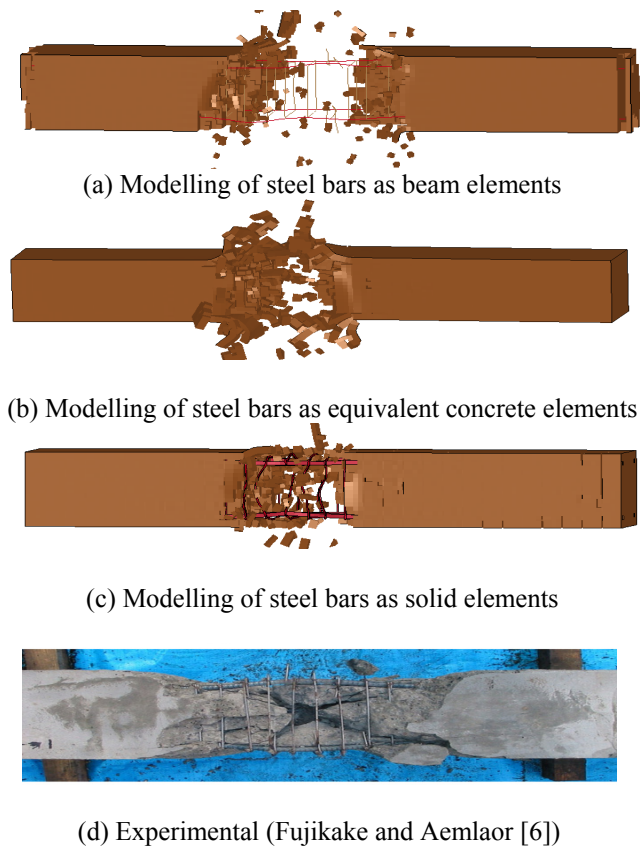 (a) Modelling of steel bars as beam elements
(b) Modelling of steel bars as equivalent concrete elements
(c) Modelling of steel bars as solid elements
(d) Experimental (Fujikake and Aemlaor [6])